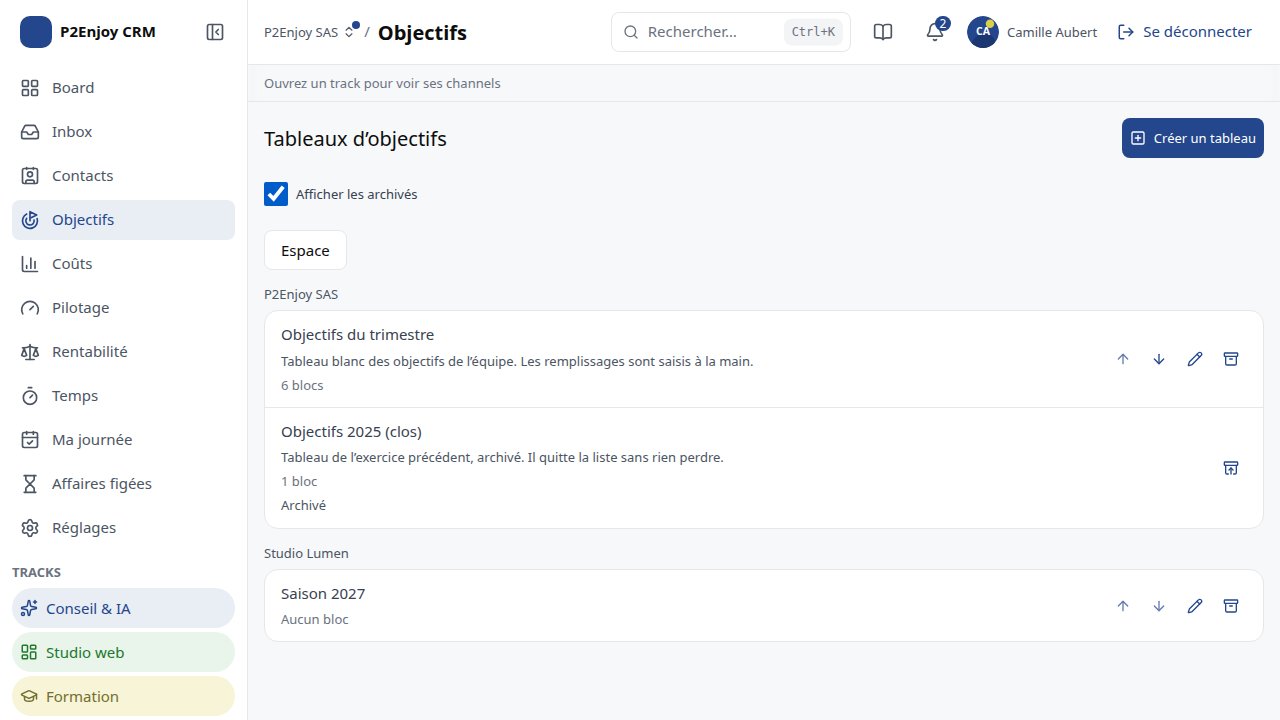 P2Enjoy CRM
Board
Inbox
Contacts
Objectifs
Coûts
Pilotage
Rentabilité
Temps
Ma journée
Affaires figées
Réglages
TRACKS
Conseil & IA
Studio web
Formation
P2Enjoy SAS / Objectifs
Rechercher... Ctrl+K
2
CA Camille Aubert
Se déconnecter
Ouvrez un track pour voir ses channels
Tableaux d’objectifs
Créer un tableau
Afficher les archivés
Espace
P2Enjoy SAS
Objectifs du trimestre
Tableau blanc des objectifs de l’équipe. Les remplissages sont saisis à la main.
6 blocs
Objectifs 2025 (clos)
Tableau de l’exercice précédent, archivé. Il quitte la liste sans rien perdre.
1 bloc
Archivé
Studio Lumen
Saison 2027
Aucun bloc